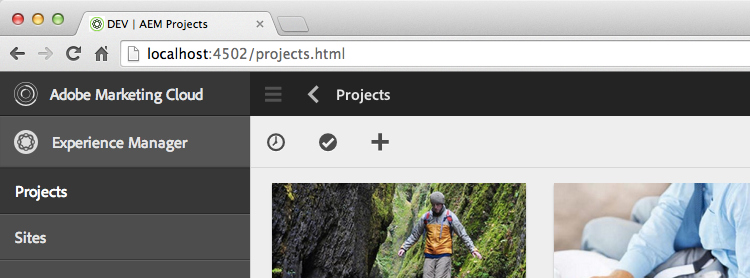 DEV | AEM Projects
localhost:4502/projects.html
Adobe Marketing Cloud
Projects
Experience Manager
Projects
Sites